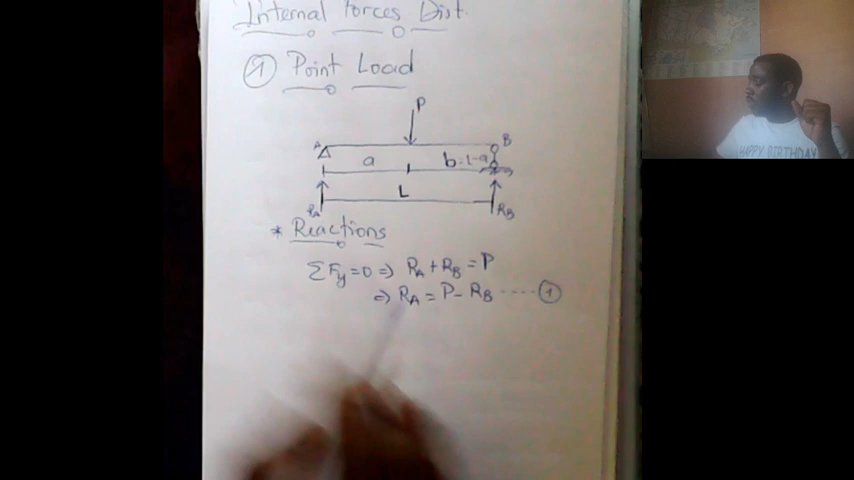 Internal Forces Dist.
1 Point Load
P
A B
a b=L-a
L
RA RB
* Reactions
ΣFy=0 ⇒ RA+RB=P
⇒ RA=P-RB ----- 1
HAPPY BIRTHDAY